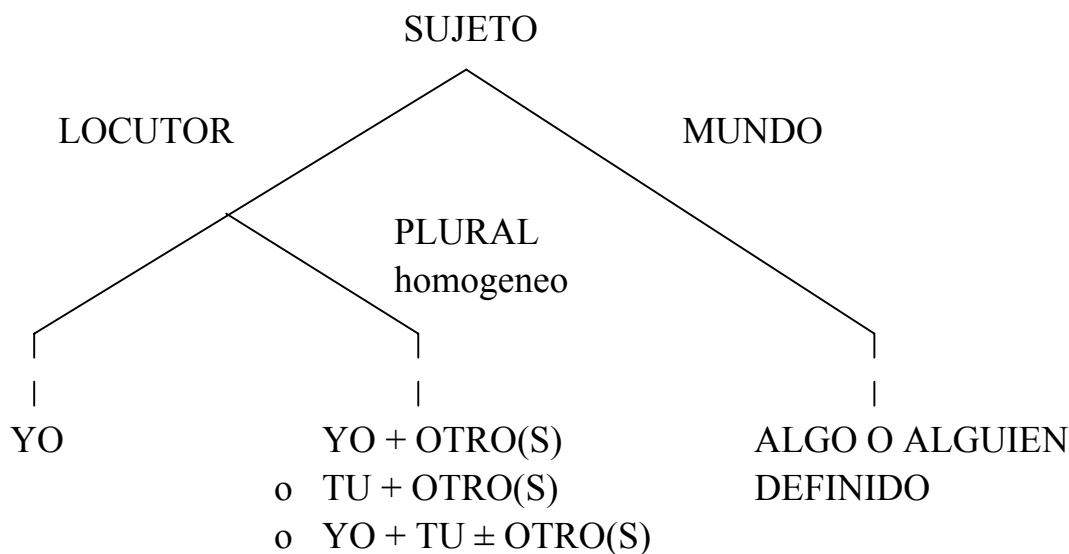 SUJETO
LOCUTOR MUNDO
PLURAL
homogeneo
YO YO + OTRO(S) ALGO O ALGUIEN
o TU + OTRO(S) DEFINIDO
o YO + TU ± OTRO(S)